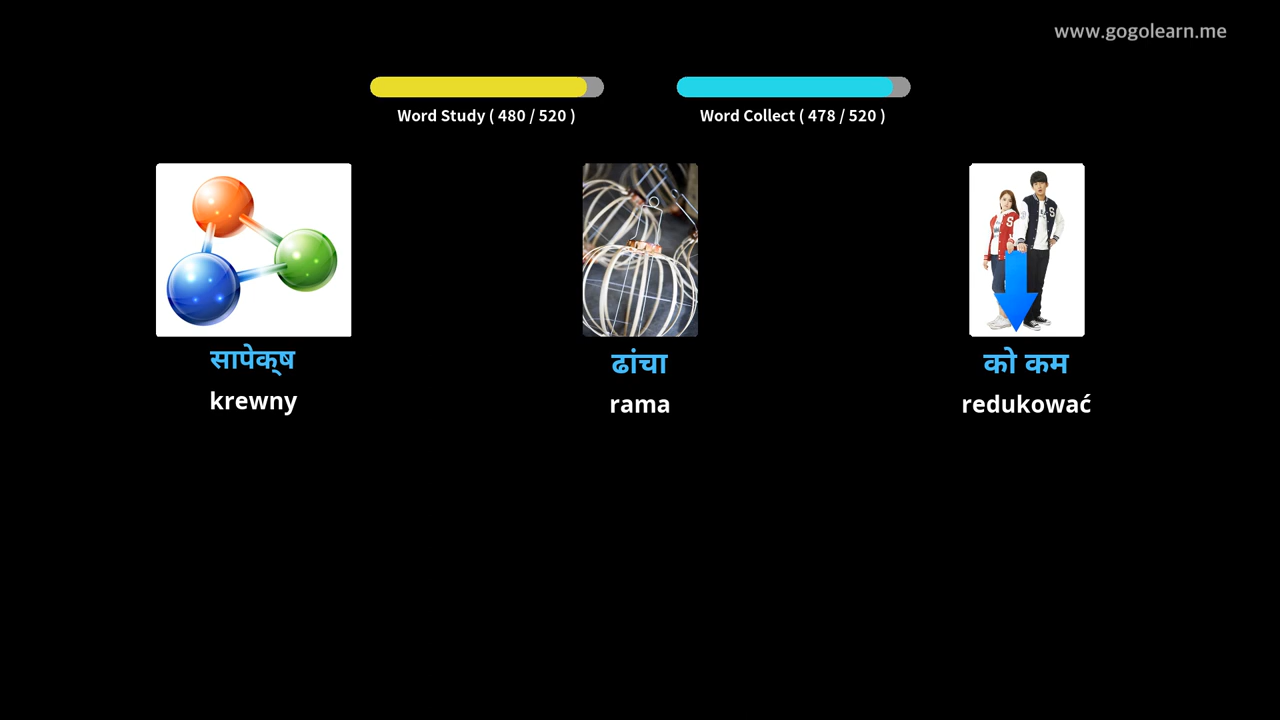 www.gogolearn.me
Word Study ( 480 / 520 )
Word Collect ( 478 / 520 )
सापेक्ष
krewny
ढांचा
rama
को कम
redukować